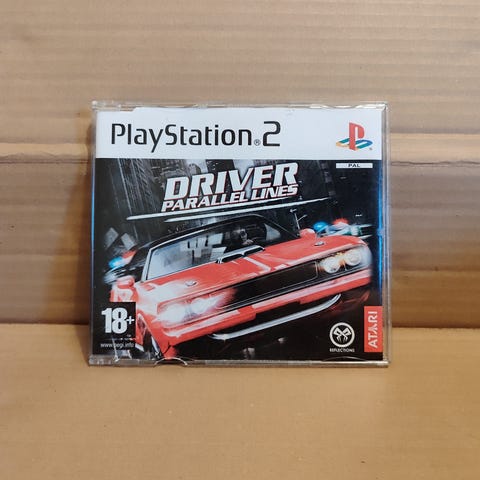 PlayStation®2
PAL
DRIVER
PARALLEL LINES
18+
www.pegi.info
REFLECTIONS
ATARI